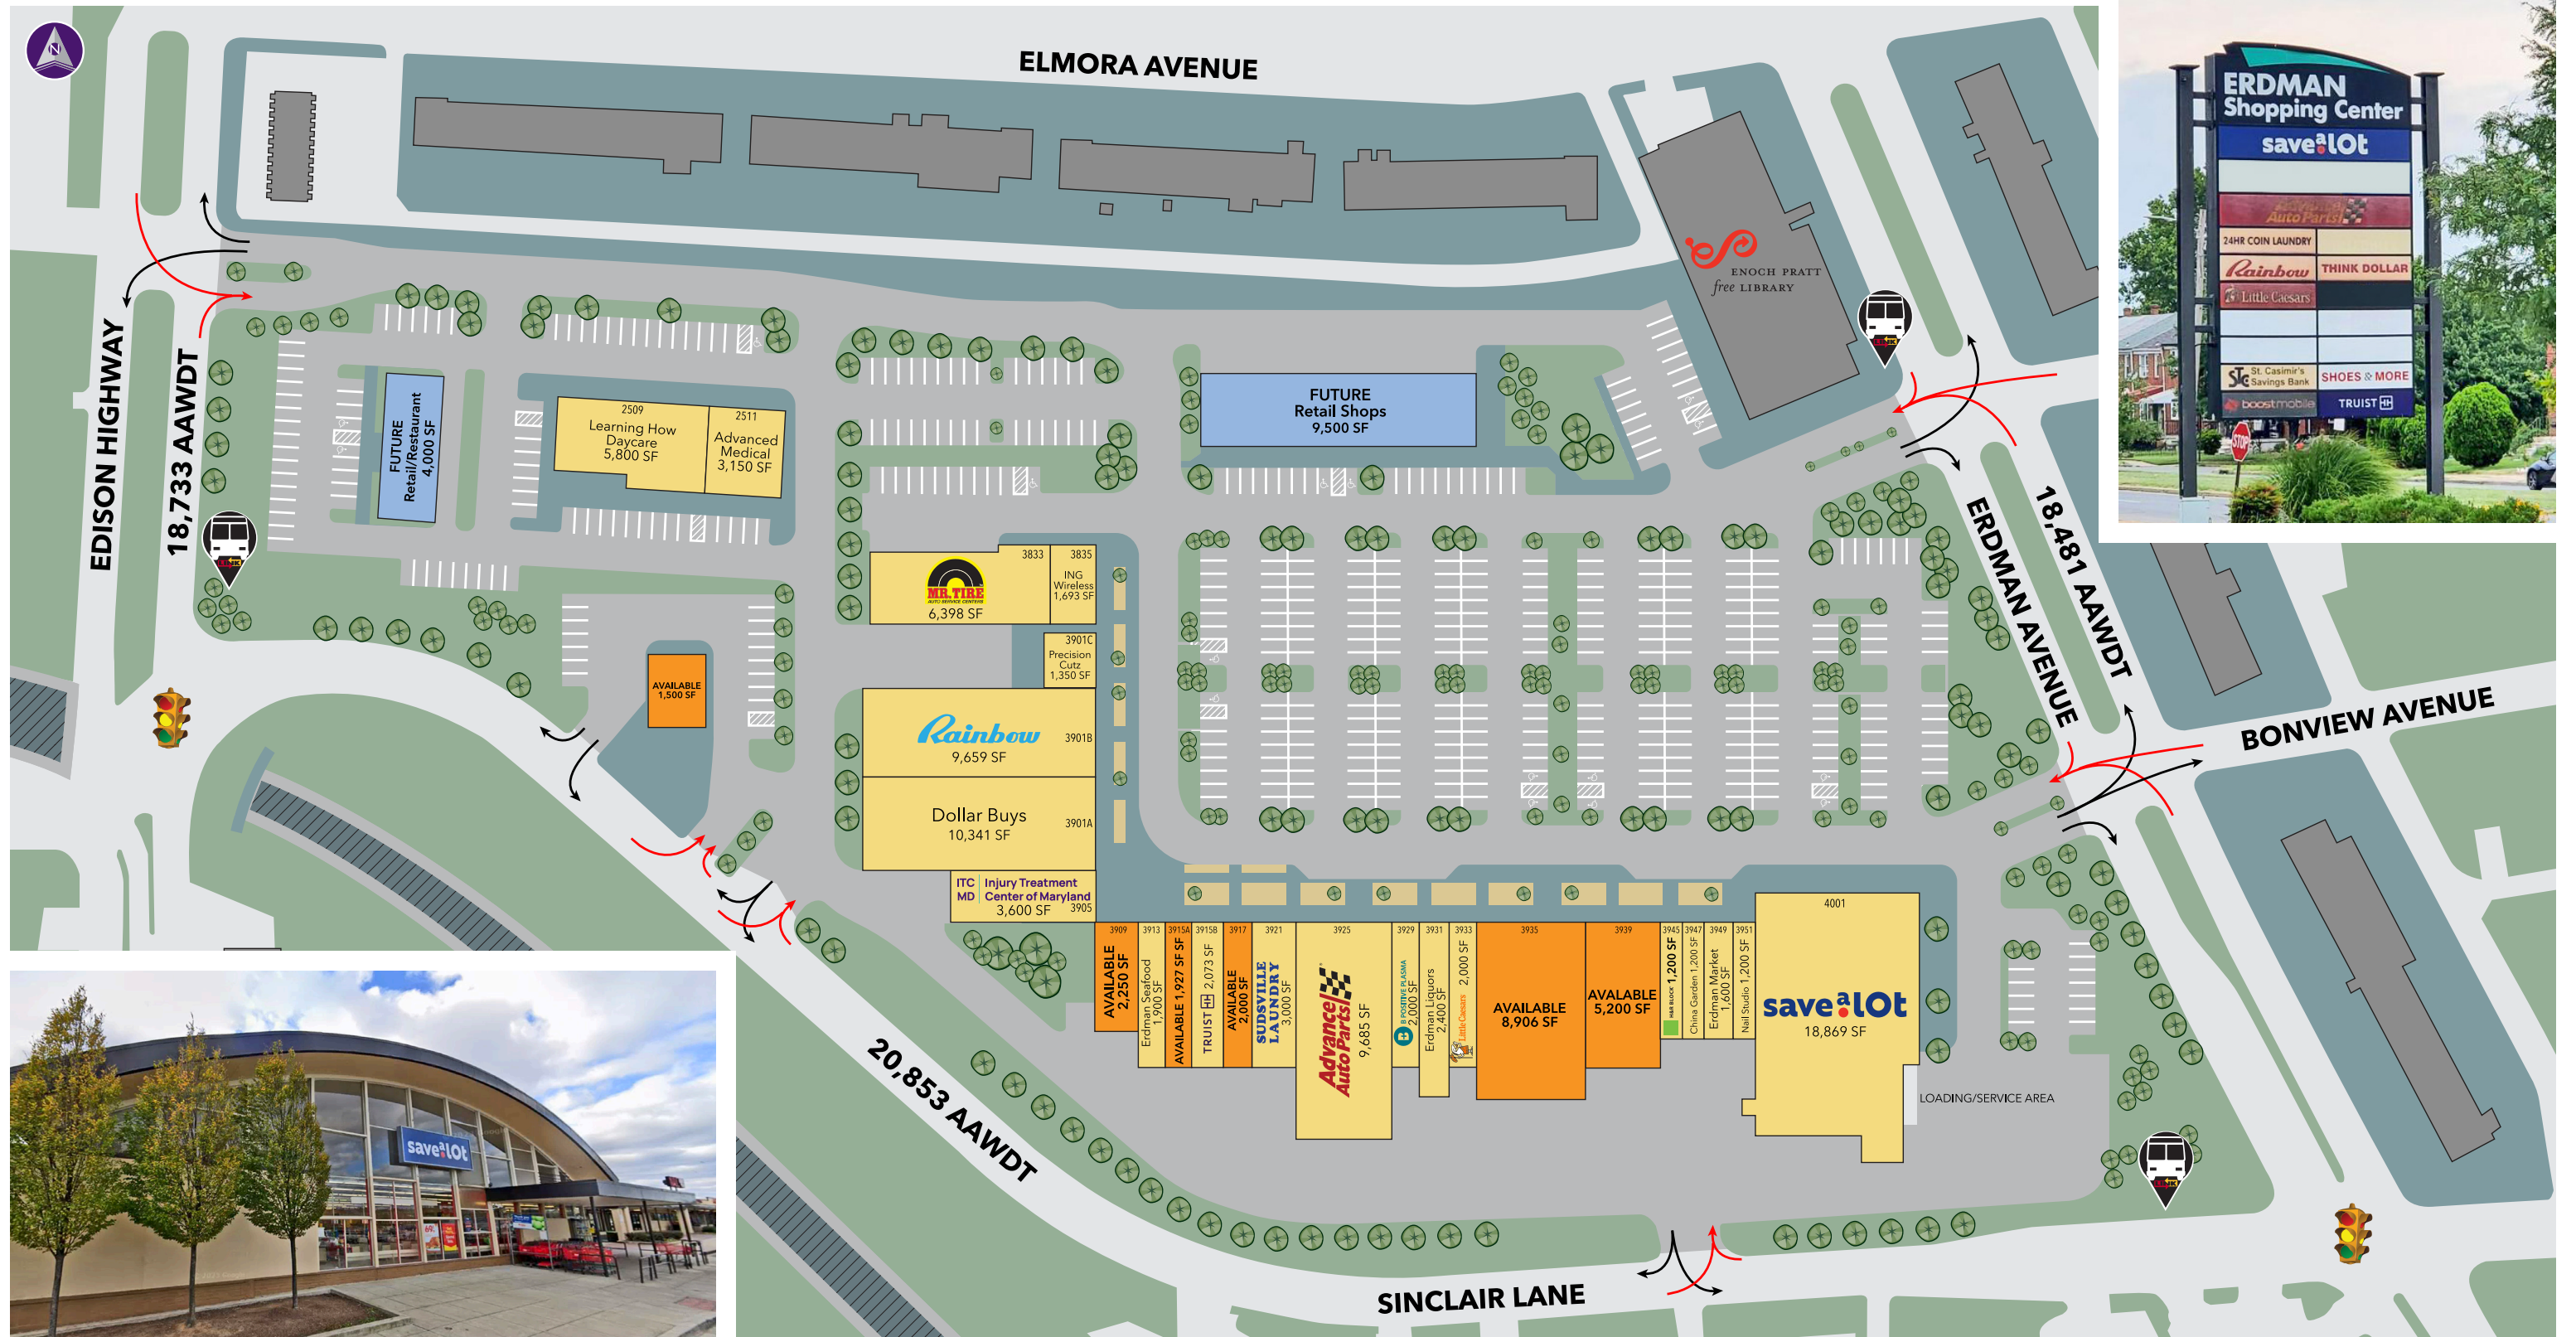 N
ELMORA AVENUE
EDISON HIGHWAY
18,733 AAWDT
ENOCH PRATT
free LIBRARY
FUTURE
Retail/Restaurant
4,000 SF
2509
Learning How
Daycare
5,800 SF
2511
Advanced
Medical
3,150 SF
FUTURE
Retail Shops
9,500 SF
ERDMAN AVENUE
18,481 AAWDT
BONVIEW AVENUE
3833
MR. TIRE
AUTO SERVICE CENTERS
6,398 SF
3835
ING
Wireless
1,693 SF
3901C
Precision
Cutz
1,350 SF
AVAILABLE
1,500 SF
Rainbow
3901B
9,659 SF
Dollar Buys
3901A
10,341 SF
ITC
MD
Injury Treatment
Center of Maryland
3,600 SF
3905
3909
AVAILABLE
2,250 SF
3913
Erdman Seafood
1,900 SF
3915A
AVAILABLE 1,927 SF SF
3915B
TRUIST 2,073 SF
3917
AVAILABLE
2,000 SF
3921
SUDSVILLE
LAUNDRY
3,000 SF
3925
Advance
Auto Parts
9,685 SF
3929
B POSITIVE PLASMA
2,000 SF
3931
Erdman Liquors
2,400 SF
3933
Little Caesars 2,000 SF
3935
AVAILABLE
8,906 SF
3939
AVALABLE
5,200 SF
3945
H&R BLOCK 1,200 SF
3947
China Garden 1,200 SF
3949
Erdman Market
1,600 SF
3951
Nail Studio 1,200 SF
4001
save a lot
18,869 SF
LOADING/SERVICE AREA
20,853 AAWDT
SINCLAIR LANE
ERDMAN
Shopping Center
save a lot
Advance
Auto Parts
24HR COIN LAUNDRY
Rainbow
THINK DOLLAR
Little Caesars
St. Casimir's
Savings Bank
SHOES & MORE
boostmobile
TRUIST
STOP
save a lot